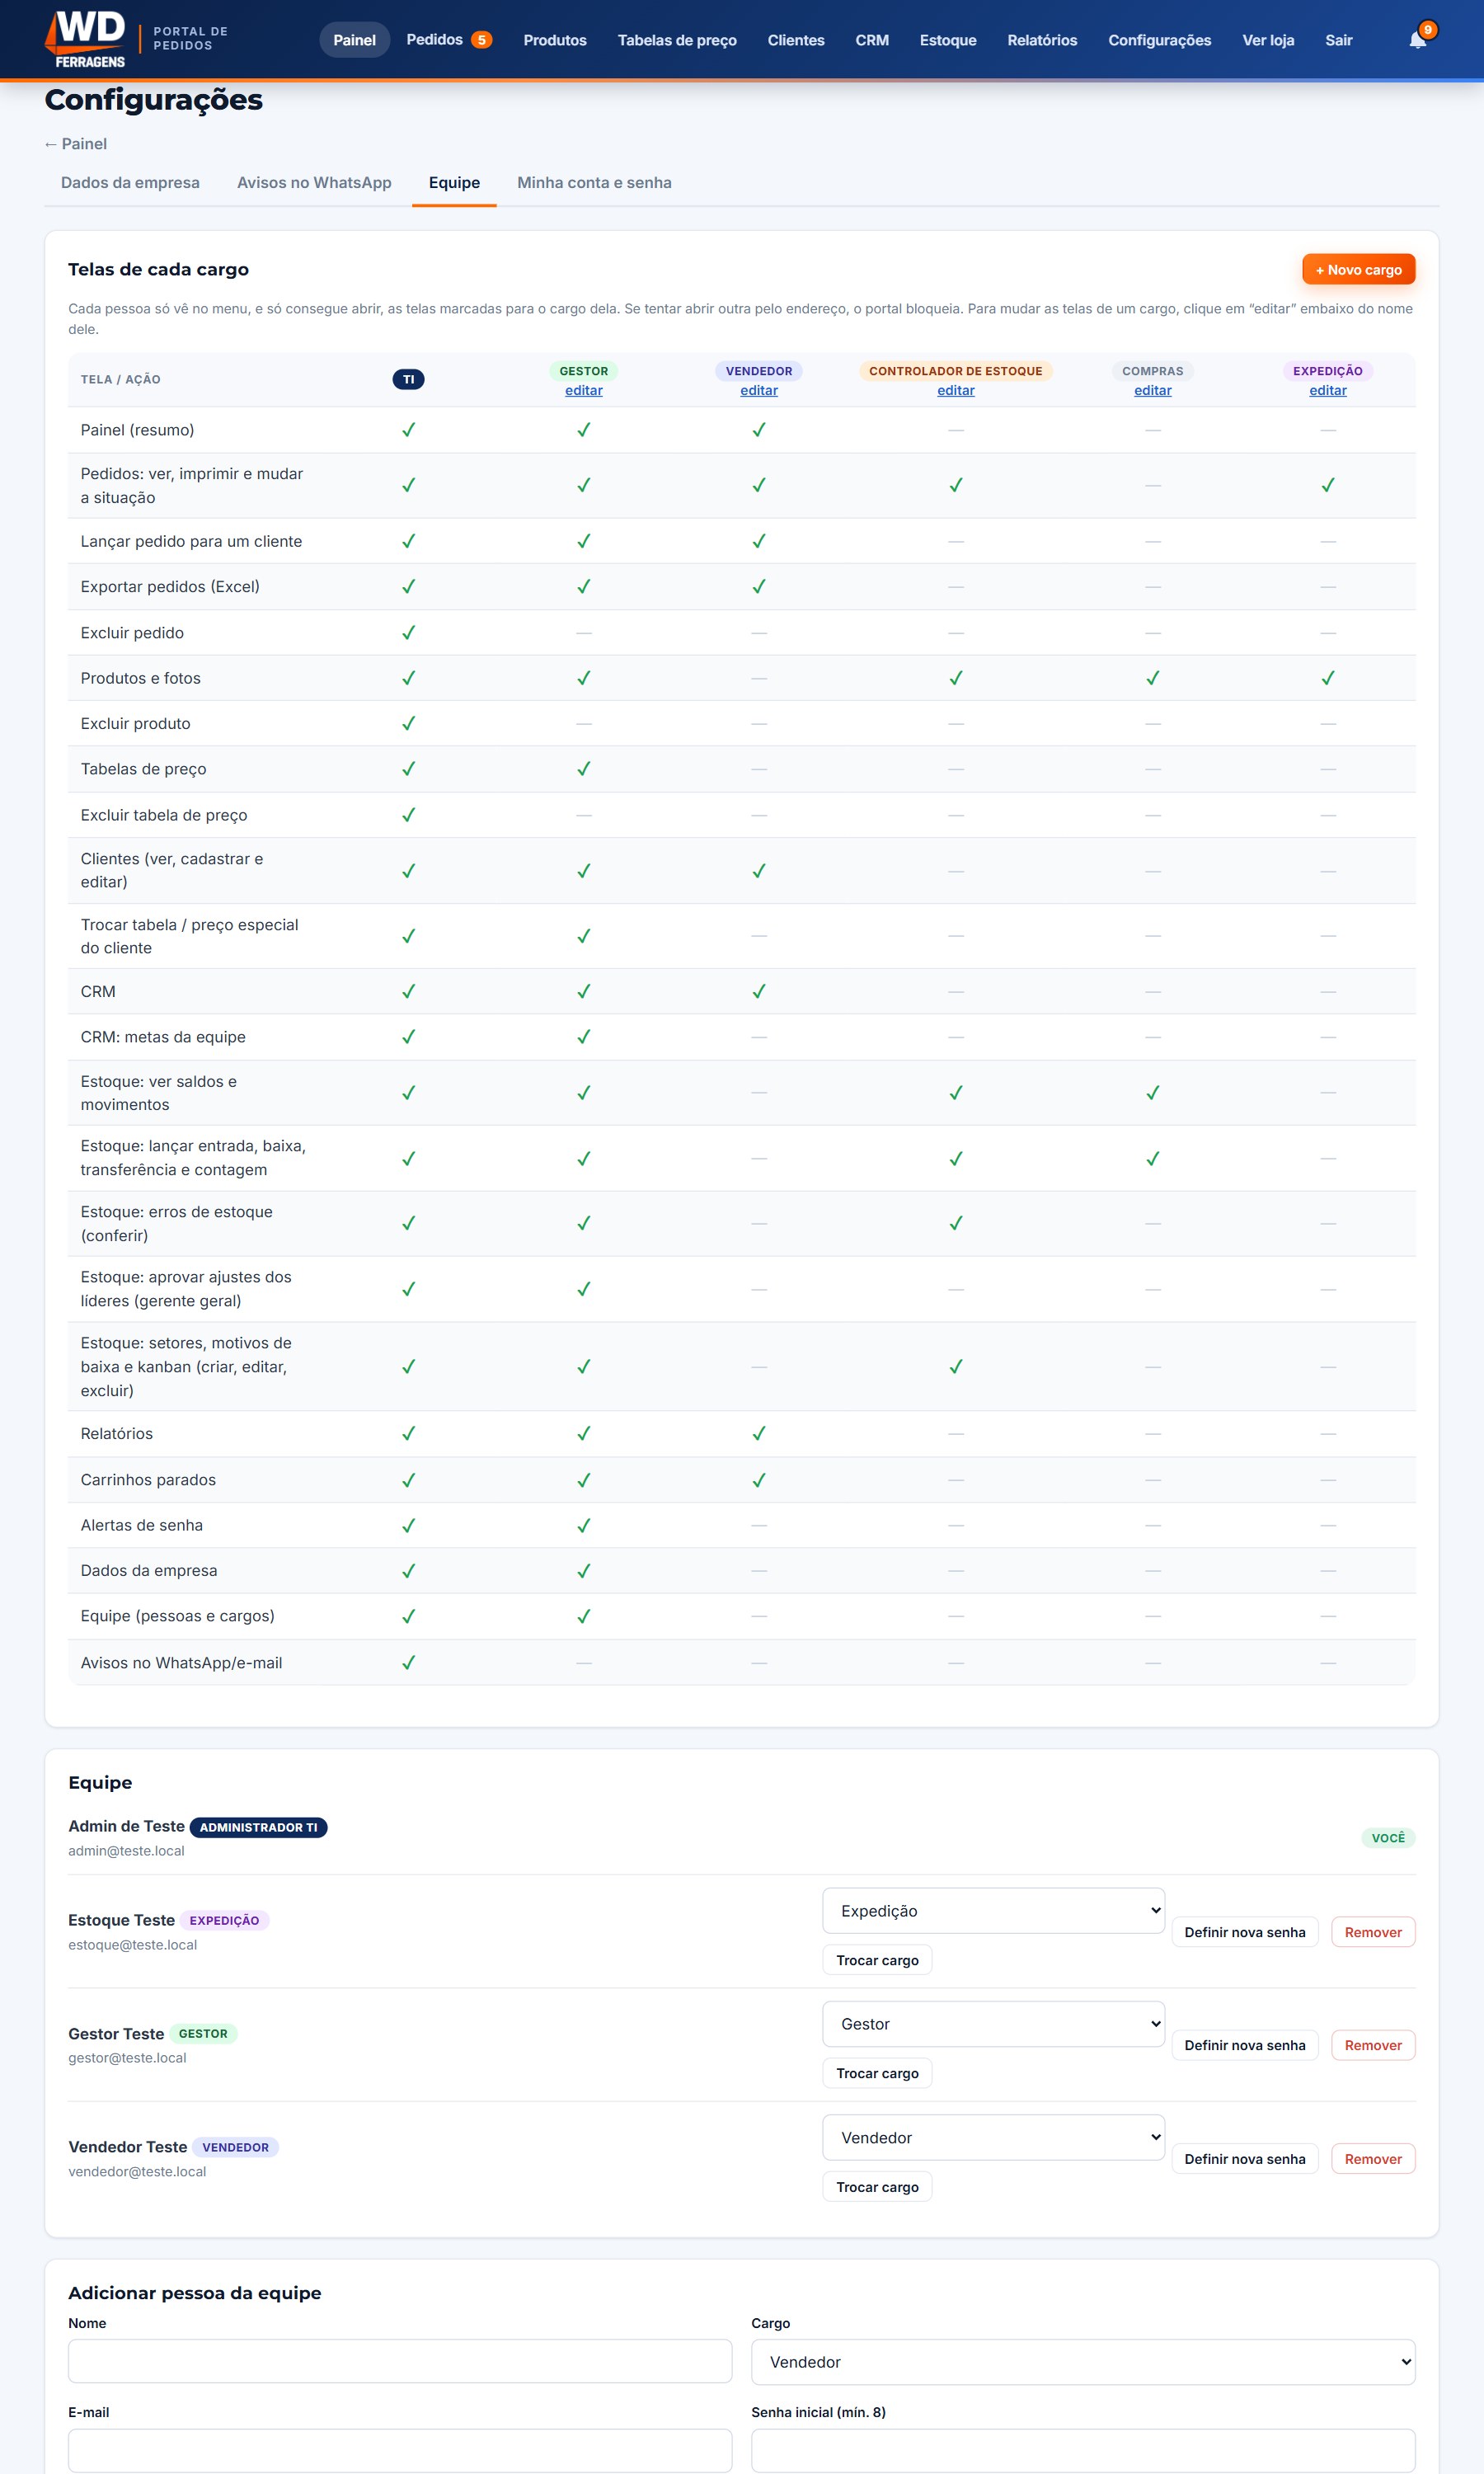 WD
FERRAGENS
PORTAL DE
PEDIDOS
Painel
Pedidos 5
Produtos
Tabelas de preço
Clientes
CRM
Estoque
Relatórios
Configurações
Ver loja
Sair
9
Configurações
← Painel
Dados da empresa
Avisos no WhatsApp
Equipe
Minha conta e senha
Telas de cada cargo
+ Novo cargo
Cada pessoa só vê no menu, e só consegue abrir, as telas marcadas para o cargo dela. Se tentar abrir outra pelo endereço, o portal bloqueia. Para mudar as telas de um cargo, clique em “editar” embaixo do nome
dele.
TELA / AÇÃO TI GESTOR VENDEDOR CONTROLADOR DE ESTOQUE COMPRAS EXPEDIÇÃO
editar editar editar editar editar
Painel (resumo) ✓ ✓ ✓ — — —
Pedidos: ver, imprimir e mudar
a situação ✓ ✓ ✓ ✓ — ✓
Lançar pedido para um cliente ✓ ✓ ✓ — — —
Exportar pedidos (Excel) ✓ ✓ ✓ — — —
Excluir pedido ✓ — — — — —
Produtos e fotos ✓ ✓ — ✓ ✓ ✓
Excluir produto ✓ — — — — —
Tabelas de preço ✓ ✓ — — — —
Excluir tabela de preço ✓ — — — — —
Clientes (ver, cadastrar e
editar) ✓ ✓ ✓ — — —
Trocar tabela / preço especial
do cliente ✓ ✓ — — — —
CRM ✓ ✓ ✓ — — —
CRM: metas da equipe ✓ ✓ — — — —
Estoque: ver saldos e
movimentos ✓ ✓ — ✓ ✓ —
Estoque: lançar entrada, baixa,
transferência e contagem ✓ ✓ — ✓ ✓ —
Estoque: erros de estoque
(conferir) ✓ ✓ — ✓ — —
Estoque: aprovar ajustes dos
líderes (gerente geral) ✓ ✓ — — — —
Estoque: setores, motivos de
baixa e kanban (criar, editar,
excluir) ✓ ✓ — ✓ — —
Relatórios ✓ ✓ ✓ — — —
Carrinhos parados ✓ ✓ ✓ — — —
Alertas de senha ✓ ✓ — — — —
Dados da empresa ✓ ✓ — — — —
Equipe (pessoas e cargos) ✓ ✓ — — — —
Avisos no WhatsApp/e-mail ✓ — — — — —
Equipe
Admin de Teste ADMINISTRADOR TI
admin@teste.local
VOCÊ
Estoque Teste EXPEDIÇÃO
estoque@teste.local
Expedição
Trocar cargo
Definir nova senha
Remover
Gestor Teste GESTOR
gestor@teste.local
Gestor
Trocar cargo
Definir nova senha
Remover
Vendedor Teste VENDEDOR
vendedor@teste.local
Vendedor
Trocar cargo
Definir nova senha
Remover
Adicionar pessoa da equipe
Nome
Cargo
Vendedor
E-mail
Senha inicial (mín. 8)